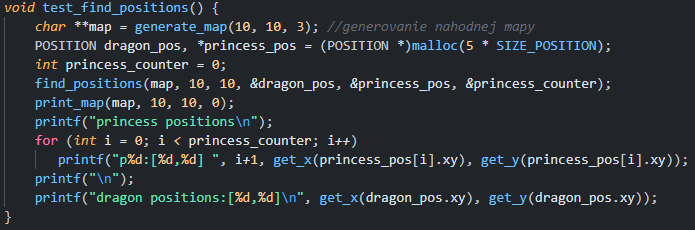 void test_find_positions() {
char **map = generate_map(10, 10, 3); //generovanie nahodnej mapy
POSITION dragon_pos, *princess_pos = (POSITION *)malloc(5 * SIZE_POSITION);
int princess_counter = 0;
find_positions(map, 10, 10, &dragon_pos, &princess_pos, &princess_counter);
print_map(map, 10, 10, 0);
printf("princess positions\n");
for (int i = 0; i < princess_counter; i++)
printf("p%d:[%d,%d] ", i+1, get_x(princess_pos[i].xy), get_y(princess_pos[i].xy));
printf("\n");
printf("dragon positions:[%d,%d]\n", get_x(dragon_pos.xy), get_y(dragon_pos.xy));
}